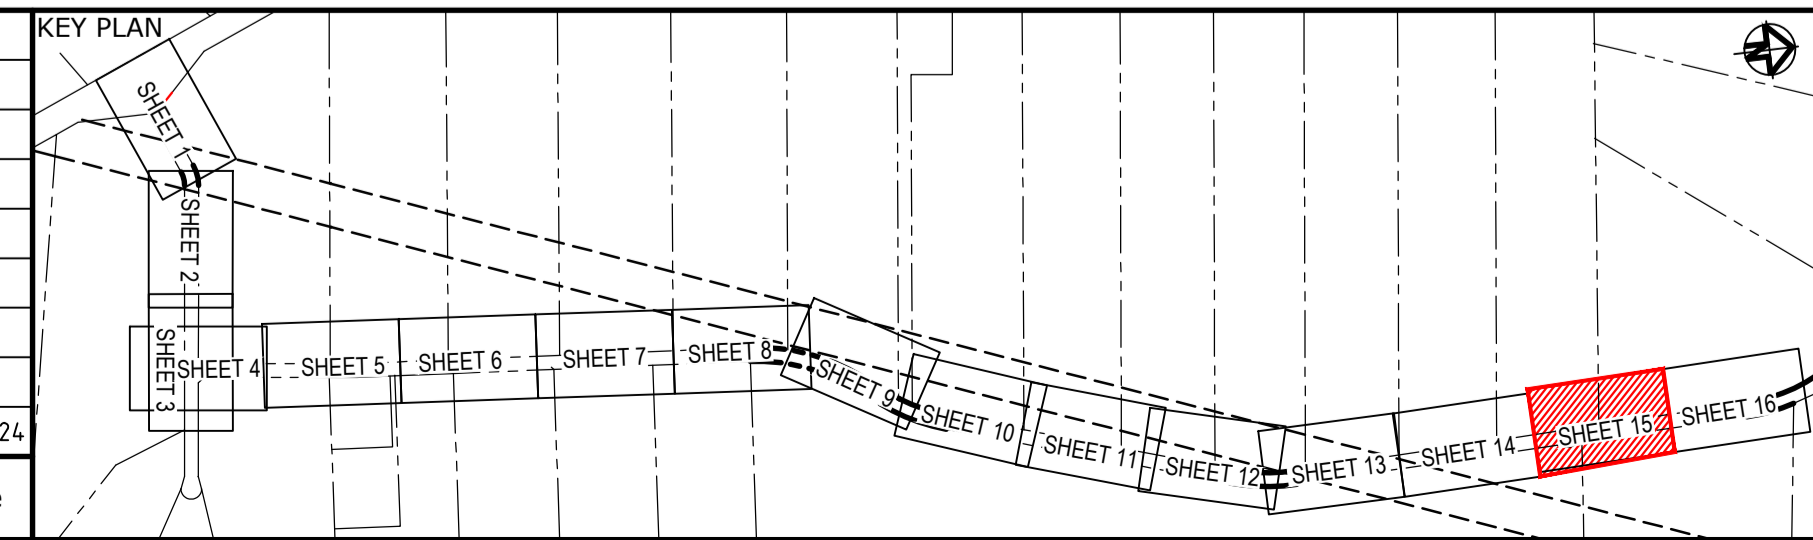 KEY PLAN
N
SHEET 1
SHEET 2
SHEET 3
SHEET 4
SHEET 5
SHEET 6
SHEET 7
SHEET 8
SHEET 9
SHEET 10
SHEET 11
SHEET 12
SHEET 13
SHEET 14
SHEET 15
SHEET 16
24